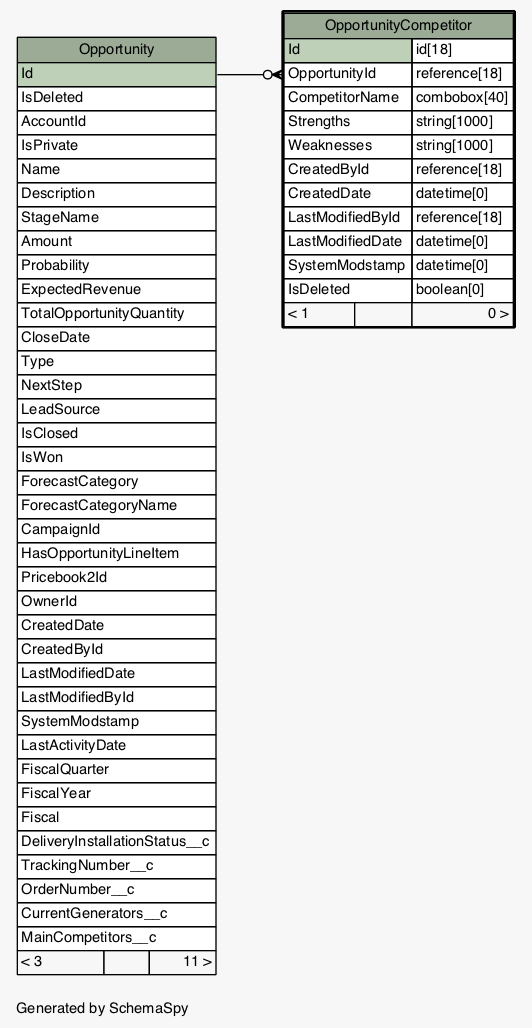 Opportunity
Id
IsDeleted
AccountId
IsPrivate
Name
Description
StageName
Amount
Probability
ExpectedRevenue
TotalOpportunityQuantity
CloseDate
Type
NextStep
LeadSource
IsClosed
IsWon
ForecastCategory
ForecastCategoryName
CampaignId
HasOpportunityLineItem
Pricebook2Id
OwnerId
CreatedDate
CreatedById
LastModifiedDate
LastModifiedById
SystemModstamp
LastActivityDate
FiscalQuarter
FiscalYear
Fiscal
DeliveryInstallationStatus__c
TrackingNumber__c
OrderNumber__c
CurrentGenerators__c
MainCompetitors__c
< 3 11 >
OpportunityCompetitor
Id id[18]
OpportunityId reference[18]
CompetitorName combobox[40]
Strengths string[1000]
Weaknesses string[1000]
CreatedById reference[18]
CreatedDate datetime[0]
LastModifiedById reference[18]
LastModifiedDate datetime[0]
SystemModstamp datetime[0]
IsDeleted boolean[0]
< 1 0 >
Generated by SchemaSpy